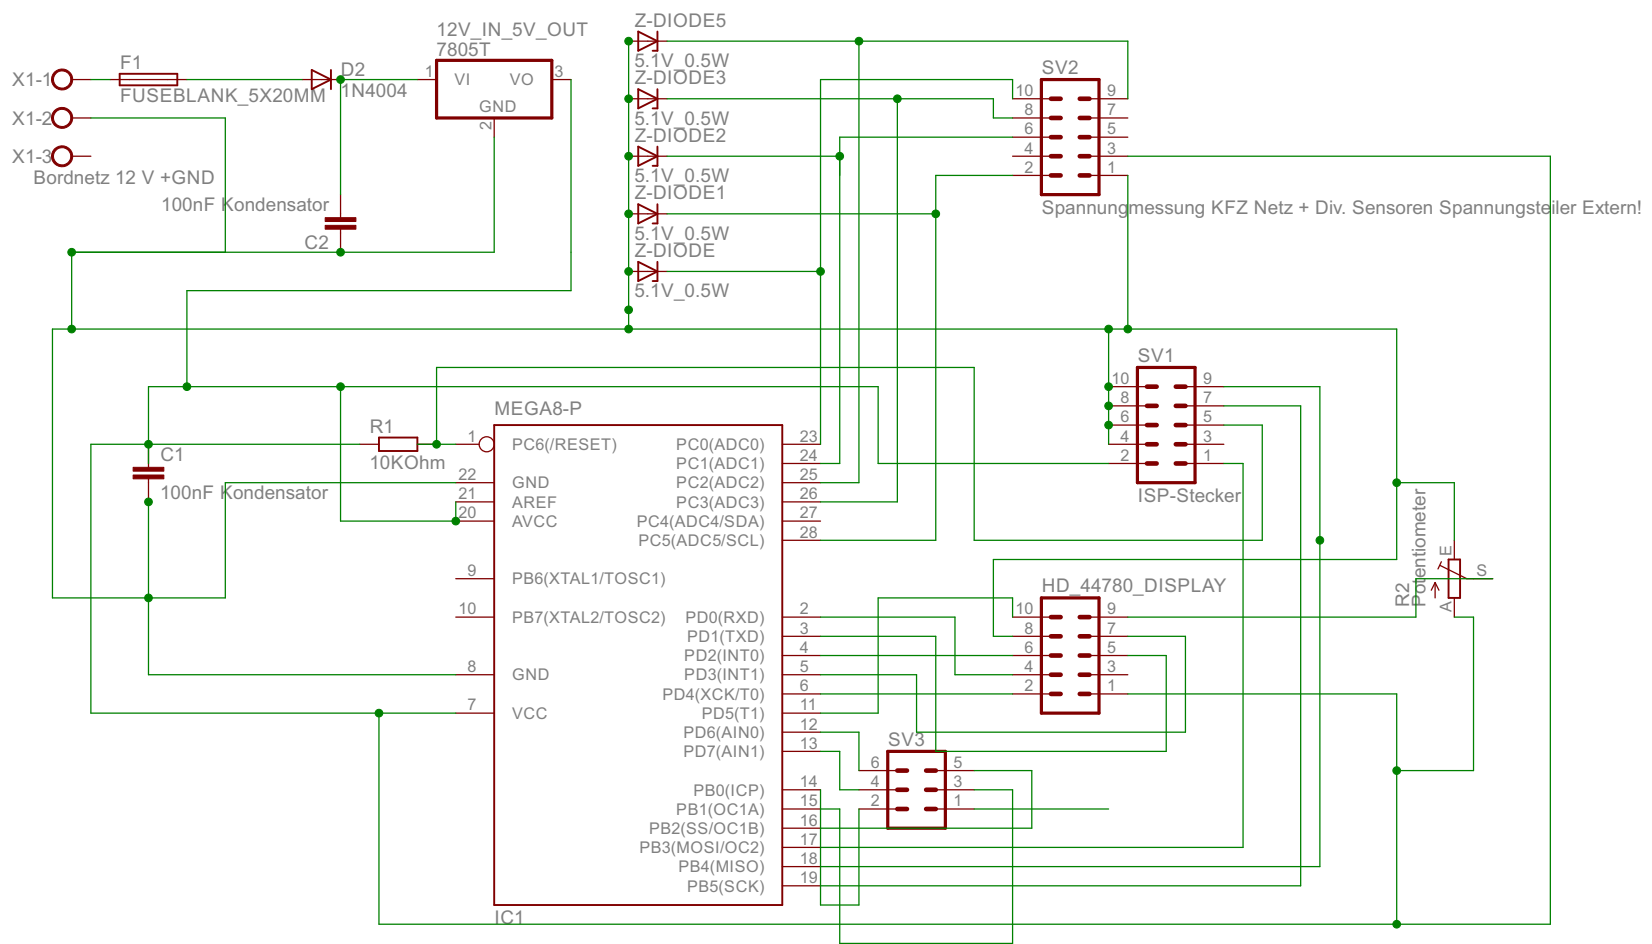 X1-1
X1-2
X1-3
Bordnetz 12 V +GND
F1
FUSEBLANK_5X20MM
D2
1N4004
12V_IN_5V_OUT
7805T
1
VI
VO
3
GND
2
100nF Kondensator
C2
Z-DIODE5
5.1V_0.5W
Z-DIODE3
5.1V_0.5W
Z-DIODE2
5.1V_0.5W
Z-DIODE1
5.1V_0.5W
Z-DIODE
5.1V_0.5W
SV2
10 9
8 7
6 5
4 3
2 1
Spannungmessung KFZ Netz + Div. Sensoren Spannungsteiler Extern!
SV1
10 9
8 7
6 5
4 3
2 1
ISP-Stecker
R1
10KOhm
C1
100nF Kondensator
MEGA8-P
1 PC6(/RESET)
22 GND
21 AREF
20 AVCC
9 PB6(XTAL1/TOSC1)
10 PB7(XTAL2/TOSC2)
8 GND
7 VCC
PC0(ADC0) 23
PC1(ADC1) 24
PC2(ADC2) 25
PC3(ADC3) 26
PC4(ADC4/SDA) 27
PC5(ADC5/SCL) 28
PD0(RXD) 2
PD1(TXD) 3
PD2(INT0) 4
PD3(INT1) 5
PD4(XCK/T0) 6
PD5(T1) 11
PD6(AIN0) 12
PD7(AIN1) 13
PB0(ICP) 14
PB1(OC1A) 15
PB2(SS/OC1B) 16
PB3(MOSI/OC2) 17
PB4(MISO) 18
PB5(SCK) 19
IC1
HD_44780_DISPLAY
10 9
8 7
6 5
4 3
2 1
SV3
6 5
4 3
2 1
R2
Potentiometer
E
S
A